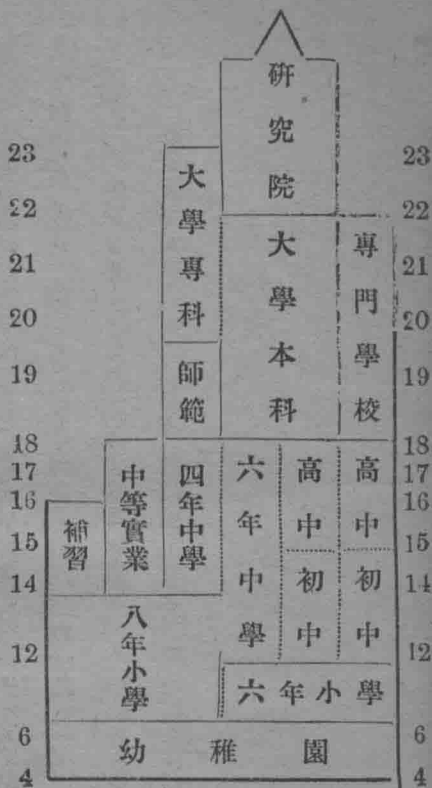 研究院
大學專科
大學本科
專門學校
師範
補習
中等實業
四年中學
六年中學
高中
初中
高中
初中
八年小學
六年小學
幼稚園
23
22
21
20
19
18
17
16
15
14
12
6
4
23
22
21
20
19
18
17
16
15
14
12
6
4